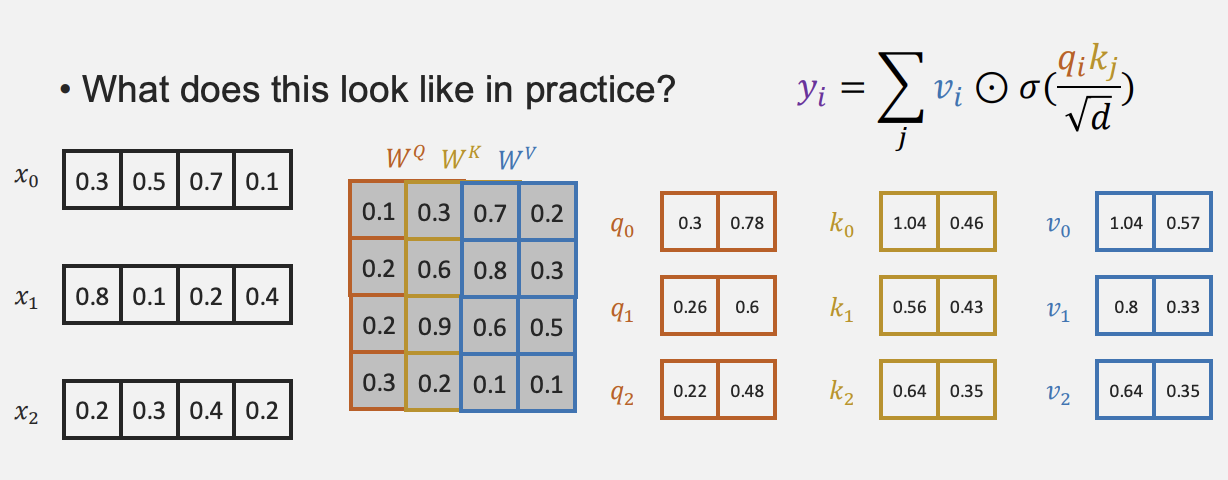 • What does this look like in practice?
y_i = ∑_j v_i ⊙ σ(q_i k_j / √d)
x_0 0.3 0.5 0.7 0.1
x_1 0.8 0.1 0.2 0.4
x_2 0.2 0.3 0.4 0.2
W^Q W^K W^V
0.1 0.3 0.7 0.2
0.2 0.6 0.8 0.3
0.2 0.9 0.6 0.5
0.3 0.2 0.1 0.1
q_0 0.3 0.78
k_0 1.04 0.46
v_0 1.04 0.57
q_1 0.26 0.6
k_1 0.56 0.43
v_1 0.8 0.33
q_2 0.22 0.48
k_2 0.64 0.35
v_2 0.64 0.35